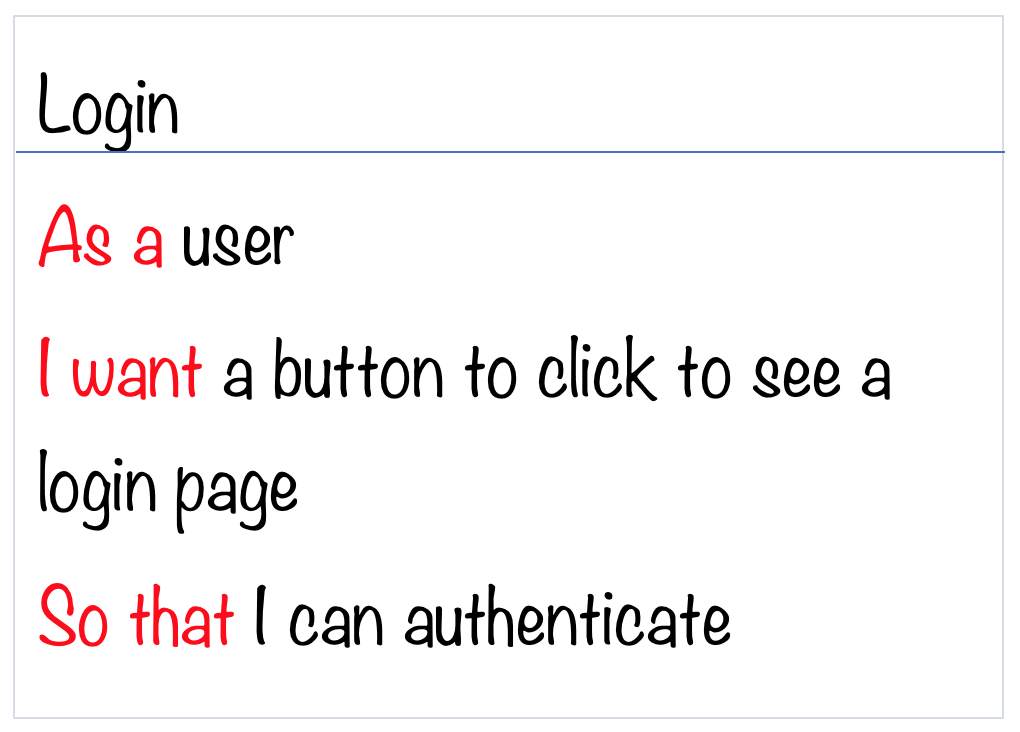 Login
As a user
I want a button to click to see a
login page
So that I can authenticate